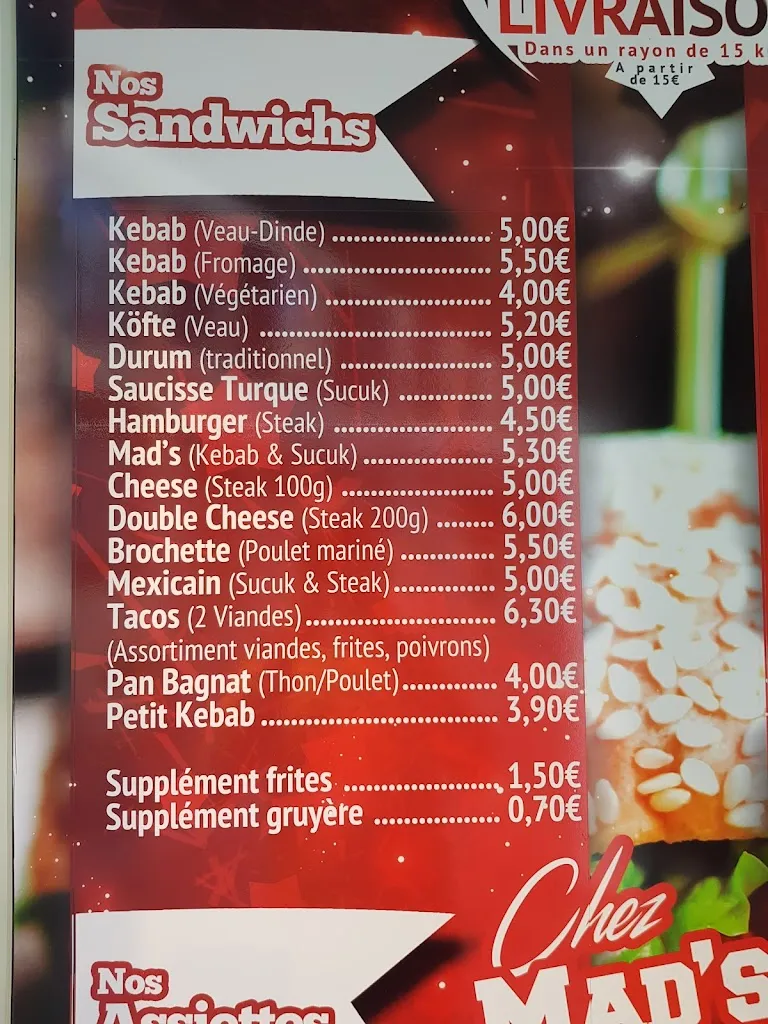 LIVRAISO
Dans un rayon de 15 k
A partir
de 15€
Nos
Sandwichs
Kebab (Veau-Dinde) ........................ 5,00€
Kebab (Fromage) ............................ 5,50€
Kebab (Végétarien) ......................... 4,00€
Köfte (Veau) ................................... 5,20€
Durum (traditionnel) ....................... 5,00€
Saucisse Turque (Sucuk) .............. 5,00€
Hamburger (Steak) ........................ 4,50€
Mad's (Kebab & Sucuk) .................... 5,30€
Cheese (Steak 100g) ....................... 5,00€
Double Cheese (Steak 200g) ........ 6,00€
Brochette (Poulet mariné) .............. 5,50€
Mexicain (Sucuk & Steak) ............... 5,00€
Tacos (2 Viandes) ............................. 6,30€
(Assortiment viandes, frites, poivrons)
Pan Bagnat (Thon/Poulet) .............. 4,00€
Petit Kebab .................................... 3,90€
Supplément frites ....................... 1,50€
Supplément gruyère ................... 0,70€
Chez
MAD'S
Nos
Assiettes